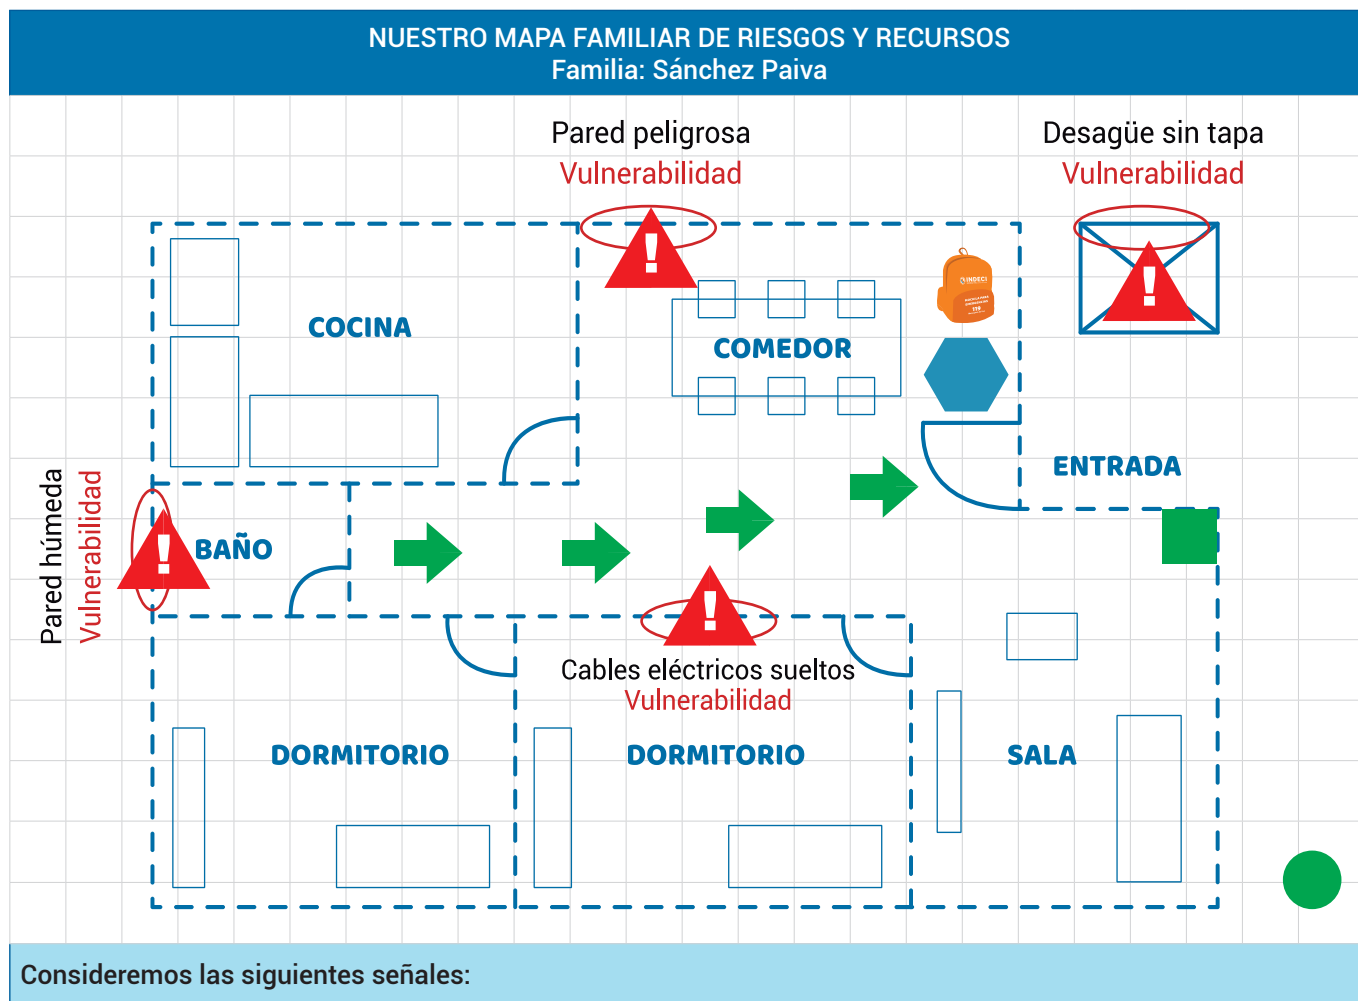 NUESTRO MAPA FAMILIAR DE RIESGOS Y RECURSOS
Familia: Sánchez Paiva
Pared peligrosa
Vulnerabilidad
Desagüe sin tapa
Vulnerabilidad
!
!
INDECI
COCINA
COMEDOR
ENTRADA
Pared húmeda
Vulnerabilidad
!
BAÑO
!
Cables eléctricos sueltos
Vulnerabilidad
DORMITORIO
DORMITORIO
SALA
Consideremos las siguientes señales: